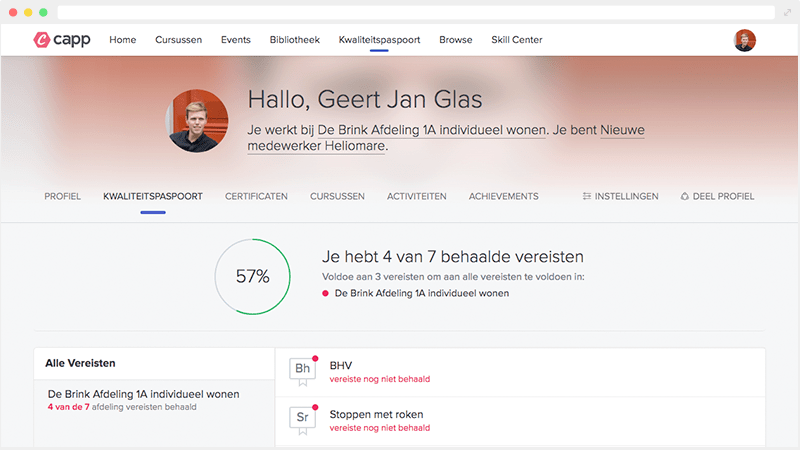 capp Home Cursussen Events Bibliotheek Kwaliteitspaspoort Browse Skill Center
Hallo, Geert Jan Glas
Je werkt bij De Brink Afdeling 1A individueel wonen. Je bent Nieuwe
medewerker Heliomare.
PROFIEL KWALITEITSPASPOORT CERTIFICATEN CURSUSSEN ACTIVITEITEN ACHIEVEMENTS INSTELLINGEN DEEL PROFIEL
57%
Je hebt 4 van 7 behaalde vereisten
Voldoe aan 3 vereisten om aan alle vereisten te voldoen in:
De Brink Afdeling 1A individueel wonen
Alle Vereisten
De Brink Afdeling 1A individueel wonen
4 van de 7 afdeling vereisten behaald
Bh
BHV
vereiste nog niet behaald
Sr
Stoppen met roken
vereiste nog niet behaald